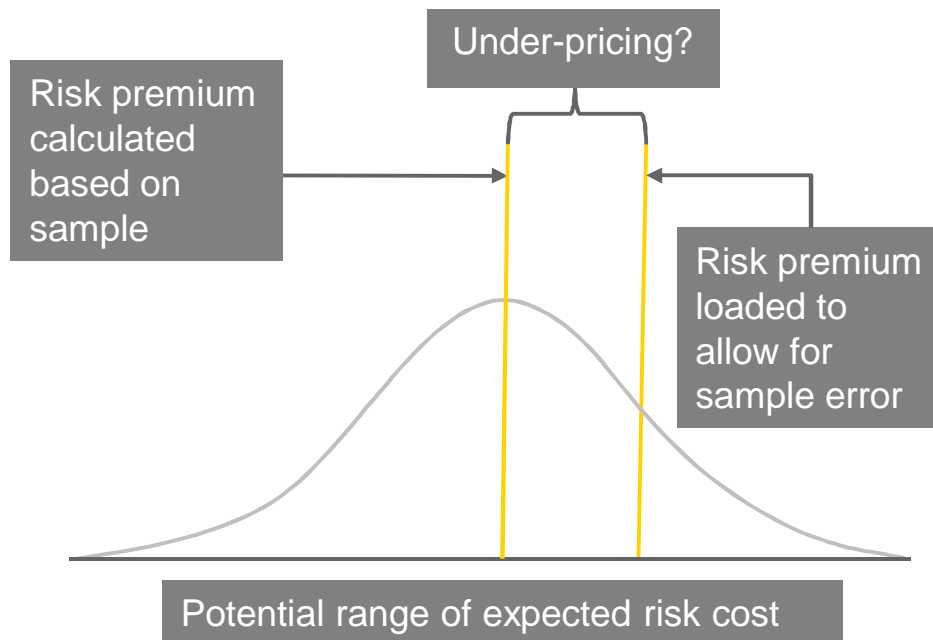 Under-pricing?
Risk premium
calculated
based on
sample
Risk premium
loaded to
allow for
sample error
Potential range of expected risk cost